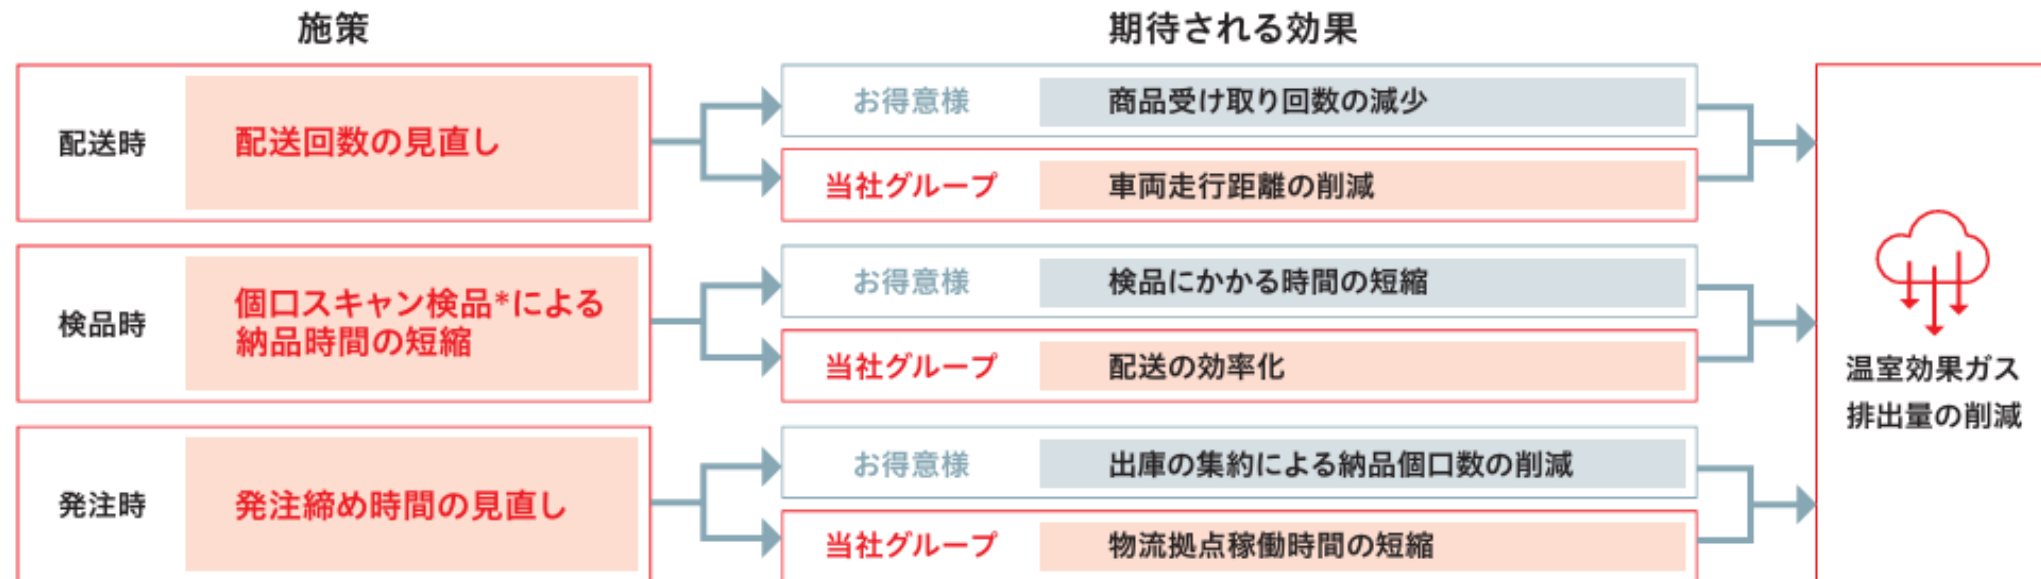 施策
期待される効果
配送時
配送回数の見直し
お得意様
商品受け取り回数の減少
当社グループ
車両走行距離の削減
検品時
個口スキャン検品*による
納品時間の短縮
お得意様
検品にかかる時間の短縮
当社グループ
配送の効率化
発注時
発注締め時間の見直し
お得意様
出庫の集約による納品個口数の削減
当社グループ
物流拠点稼働時間の短縮
温室効果ガス
排出量の削減